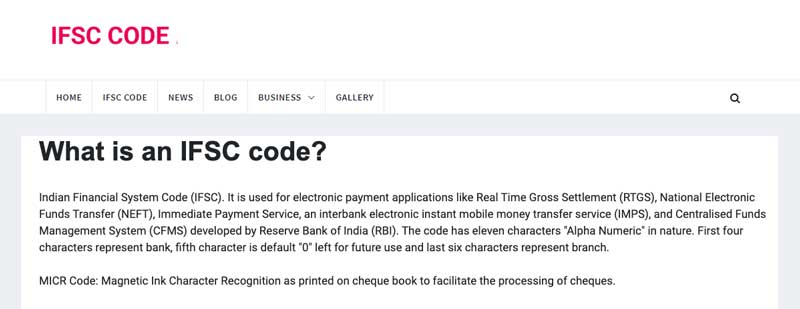 IFSC CODE
HOME IFSC CODE NEWS BLOG BUSINESS GALLERY
What is an IFSC code?
Indian Financial System Code (IFSC). It is used for electronic payment applications like Real Time Gross Settlement (RTGS), National Electronic
Funds Transfer (NEFT), Immediate Payment Service, an interbank electronic instant mobile money transfer service (IMPS), and Centralised Funds
Management System (CFMS) developed by Reserve Bank of India (RBI). The code has eleven characters "Alpha Numeric" in nature. First four
characters represent bank, fifth character is default "0" left for future use and last six characters represent branch.
MICR Code: Magnetic Ink Character Recognition as printed on cheque book to facilitate the processing of cheques.